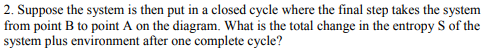 2. Suppose the system is then put in a closed cycle where the final step takes the system
from point B to point A on the diagram. What is the total change in the entropy S of the
system plus environment after one complete cycle?